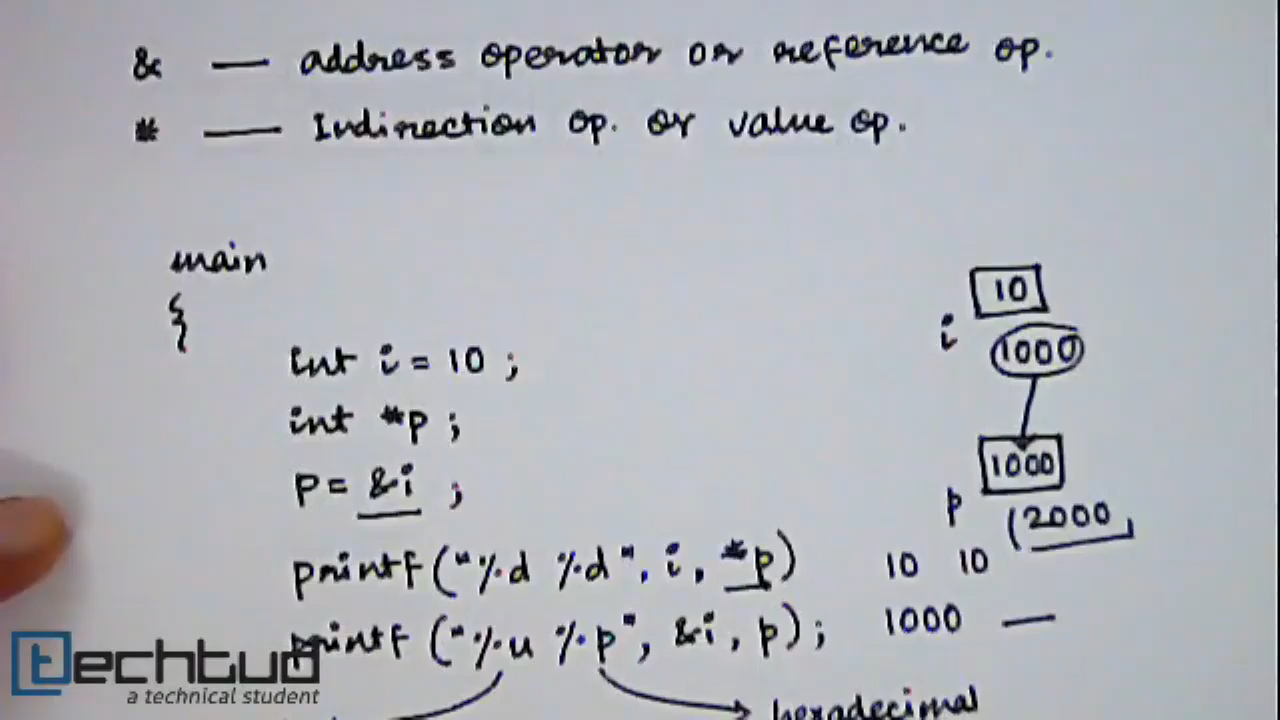 & — address operator or reference op.
* — Indirection op. or value op.
main
{
int i = 10 ;
int *p ;
p = &i ;
printf("%d %d", i, *p) 10 10
printf ("%u %p", &i, p); 1000 —
hexadecimal
10
i
1000
1000
p
(2000
techtud
a technical student